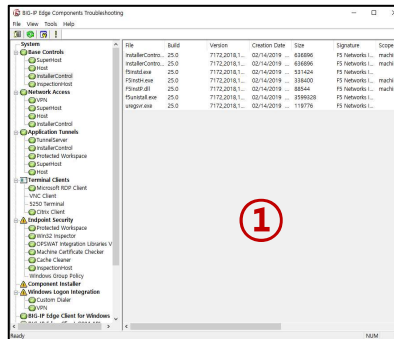 BIG-IP Edge Components Troubleshooting
File View Tools Help
System
Base Controls
SuperHost
Host
InstallerControl
InspectionHost
Network Access
VPN
SuperHost
Host
InstallerControl
Application Tunnels
TunnelServer
InstallerControl
Protected Workspace
SuperHost
Host
Terminal Clients
Microsoft RDP Client
VNC Client
5250 Terminal
Citrix Client
Endpoint Security
Protected Workspace
Win32 Inspector
OPSWAT Integration Libraries V
Machine Certificate Checker
Cache Cleaner
InspectionHost
Windows Group Policy
Component Installer
Windows Logon Integration
Custom Dialer
VPN
BIG-IP Edge Client for Windows
File Build Version Creation Date Size Signature Scope
InstallerContro... 25.0 7172,2018,1... 02/14/2019 ... 636896 F5 Networks I... machi
InstallerContro... 25.0 7172,2018,1... 02/14/2019 ... 636896 F5 Networks I...
f5instd.exe 25.0 7172,2018,1... 02/14/2019 ... 531424 F5 Networks I...
F5InstH.exe 25.0 7172,2018,1... 02/14/2019 ... 338400 F5 Networks I... machi
F5InstP.dll 25.0 7172,2018,1... 02/14/2019 ... 88544 F5 Networks I... machi
f5unistall.exe 25.0 7172,2018,1... 02/14/2019 ... 3599328 F5 Networks I...
uregsvr.exe 25.0 7172,2018,1... 02/14/2019 ... 119776 F5 Networks I...
①
Ready
NUM